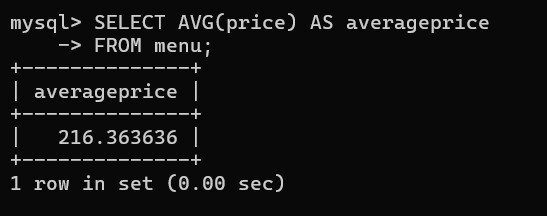 mysql> SELECT AVG(price) AS averageprice
    -> FROM menu;
+--------------+
| averageprice |
+--------------+
|   216.363636 |
+--------------+
1 row in set (0.00 sec)